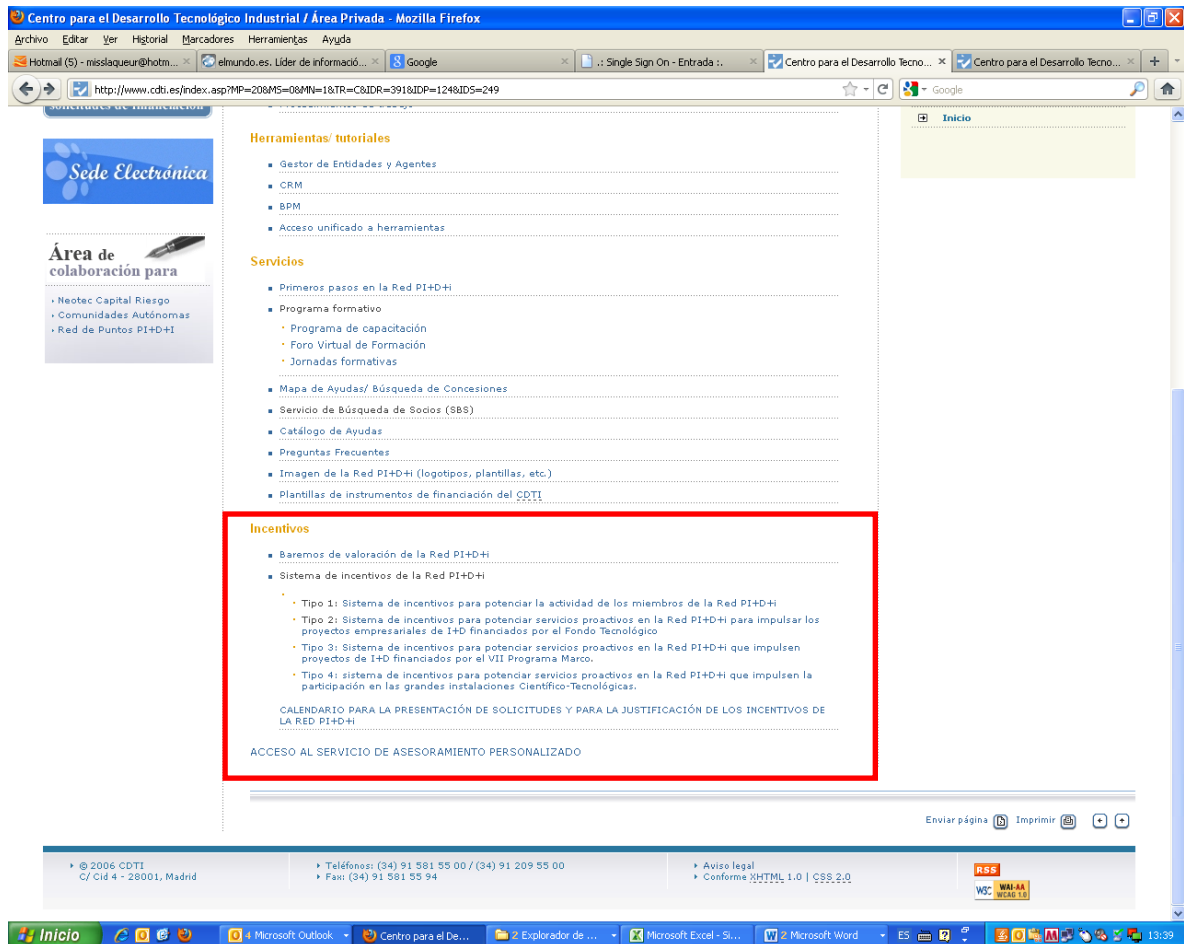 Centro para el Desarrollo Tecnológico Industrial / Área Privada - Mozilla Firefox
Archivo Editar Ver Historial Marcadores Herramientas Ayuda
Hotmail (5) - misslaqueur@hotm...
elmundo.es. Líder de informació...
Google
.: Single Sign On - Entrada :.
Centro para el Desarrollo Tecno...
Centro para el Desarrollo Tecno...
http://www.cdti.es/index.asp?MP=20&MS=0&MN=1&TR=C&IDR=391&IDP=124&IDS=249
Google
Solicitudes de Financiación
Sede Electrónica
Área de
colaboración para
Neotec Capital Riesgo
Comunidades Autónomas
Red de Puntos PI+D+I
Procedimientos de trabajo
Herramientas/ tutoriales
Gestor de Entidades y Agentes
CRM
BPM
Acceso unificado a herramientas
Servicios
Primeros pasos en la Red PI+D+i
Programa formativo
Programa de capacitación
Foro Virtual de Formación
Jornadas formativas
Mapa de Ayudas/ Búsqueda de Concesiones
Servicio de Búsqueda de Socios (SBS)
Catálogo de Ayudas
Preguntas Frecuentes
Imagen de la Red PI+D+i (logotipos, plantillas, etc.)
Plantillas de instrumentos de financiación del CDTI
Incentivos
Baremos de valoración de la Red PI+D+i
Sistema de incentivos de la Red PI+D+i
Tipo 1: Sistema de incentivos para potenciar la actividad de los miembros de la Red PI+D+i
Tipo 2: Sistema de incentivos para potenciar servicios proactivos en la Red PI+D+i para impulsar los
proyectos empresariales de I+D financiados por el Fondo Tecnológico
Tipo 3: Sistema de incentivos para potenciar servicios proactivos en la Red PI+D+i que impulsen
proyectos de I+D financiados por el VII Programa Marco.
Tipo 4: sistema de incentivos para potenciar servicios proactivos en la Red PI+D+i que impulsen la
participación en las grandes instalaciones Científico-Tecnológicas.
CALENDARIO PARA LA PRESENTACIÓN DE SOLICITUDES Y PARA LA JUSTIFICACIÓN DE LOS INCENTIVOS DE
LA RED PI+D+i
ACCESO AL SERVICIO DE ASESORAMIENTO PERSONALIZADO
Inicio
Enviar página Imprimir
© 2006 CDTI
C/ Cid 4 - 28001, Madrid
Teléfonos: (34) 91 581 55 00 / (34) 91 209 55 00
Fax: (34) 91 581 55 94
Aviso legal
Conforme XHTML 1.0 | CSS 2.0
RSS
W3C WAI-AA WCAG 1.0
Inicio
4 Microsoft Outlook
Centro para el De...
2 Explorador de ...
Microsoft Excel - Si...
2 Microsoft Word
ES
13:39